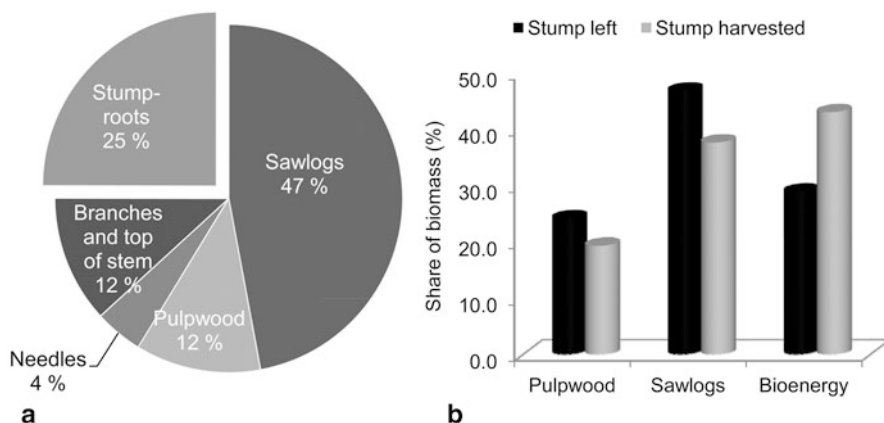 Stump-
roots
25 %
Sawlogs
47 %
Branches
and top
of stem
12 %
Pulpwood
12 %
Needles
4 %
a
Stump left Stump harvested
Share of biomass (%)
50.0
40.0
30.0
20.0
10.0
0.0
Pulpwood Sawlogs Bioenergy
b